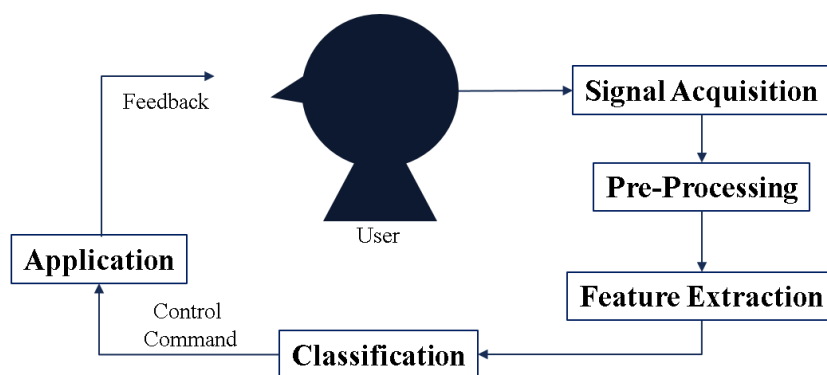 Signal Acquisition
Feedback
Pre-Processing
User
Application
Feature Extraction
Control
Command
Classification